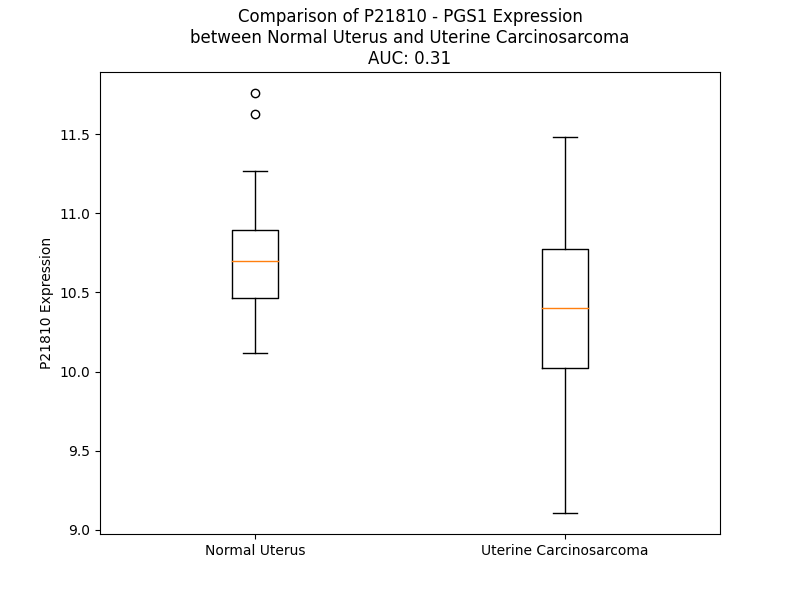 Comparison of P21810 - PGS1 Expression
between Normal Uterus and Uterine Carcinosarcoma
AUC: 0.31
P21810 Expression
11.5
11.0
10.5
10.0
9.5
9.0
Normal Uterus
Uterine Carcinosarcoma